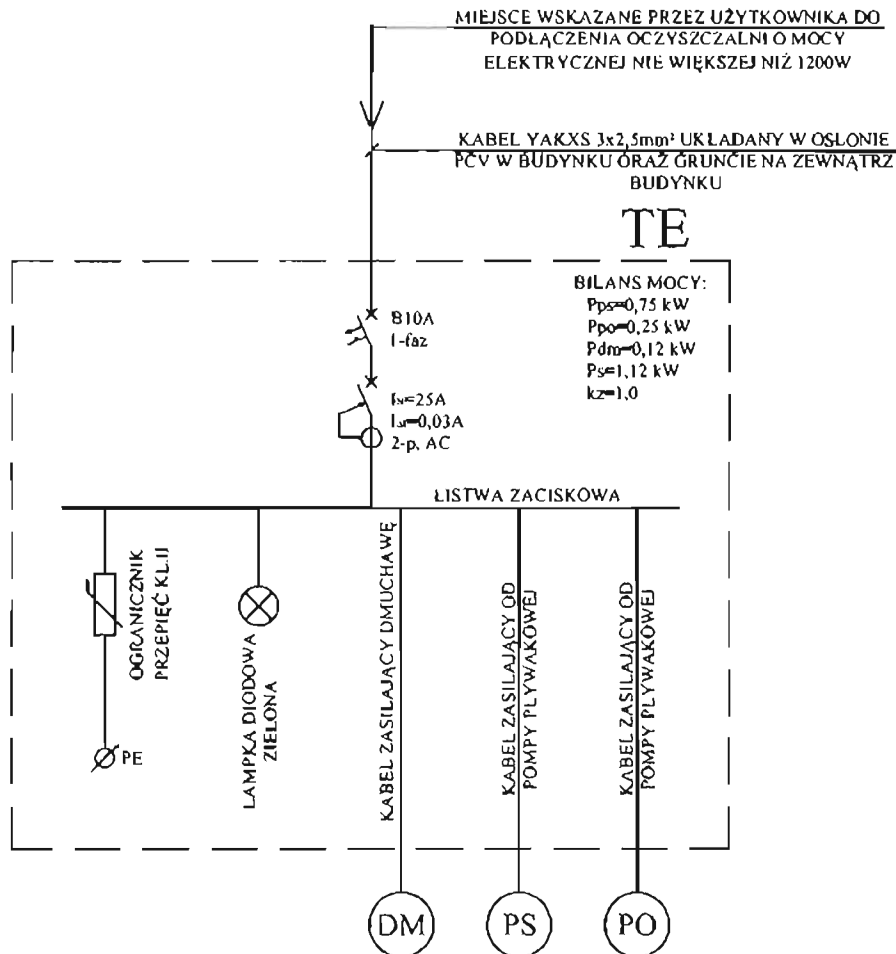 MIEJSCE WSKAZANE PRZEZ UŻYTKOWNIKA DO
PODŁĄCZENIA OCZYSZCZALNI O MOCY
ELEKTRYCZNEJ NIE WIĘKSZEJ NIŻ 1200W
KABEL YAKXS 3x2,5mm² UKŁADANY W OSŁONIE
PCV W BUDYNKU ORAZ GRUNCIE NA ZEWNĄTRZ
BUDYNKU
TE
BILANS MOCY:
Pps=0,75 kW
Ppo=0,25 kW
Pdm=0,12 kW
Ps=1,12 kW
kz=1,0
B10A
1-faz
=25A
=0,03A
2-p, AC
LISTWA ZACISKOWA
OGRANICZNIK
PRZEPIĘĆ KL.II
PE
LAMPKA DIODOWA
ZIELONA
KABEL ZASILAJĄCY DMUCHAWĘ
KABEL ZASILAJĄCY OD
POMPY PLYWAKOWEJ
KABEL ZASILAJĄCY OD
POMPY PLYWAKOWEJ
DM
PS
PO